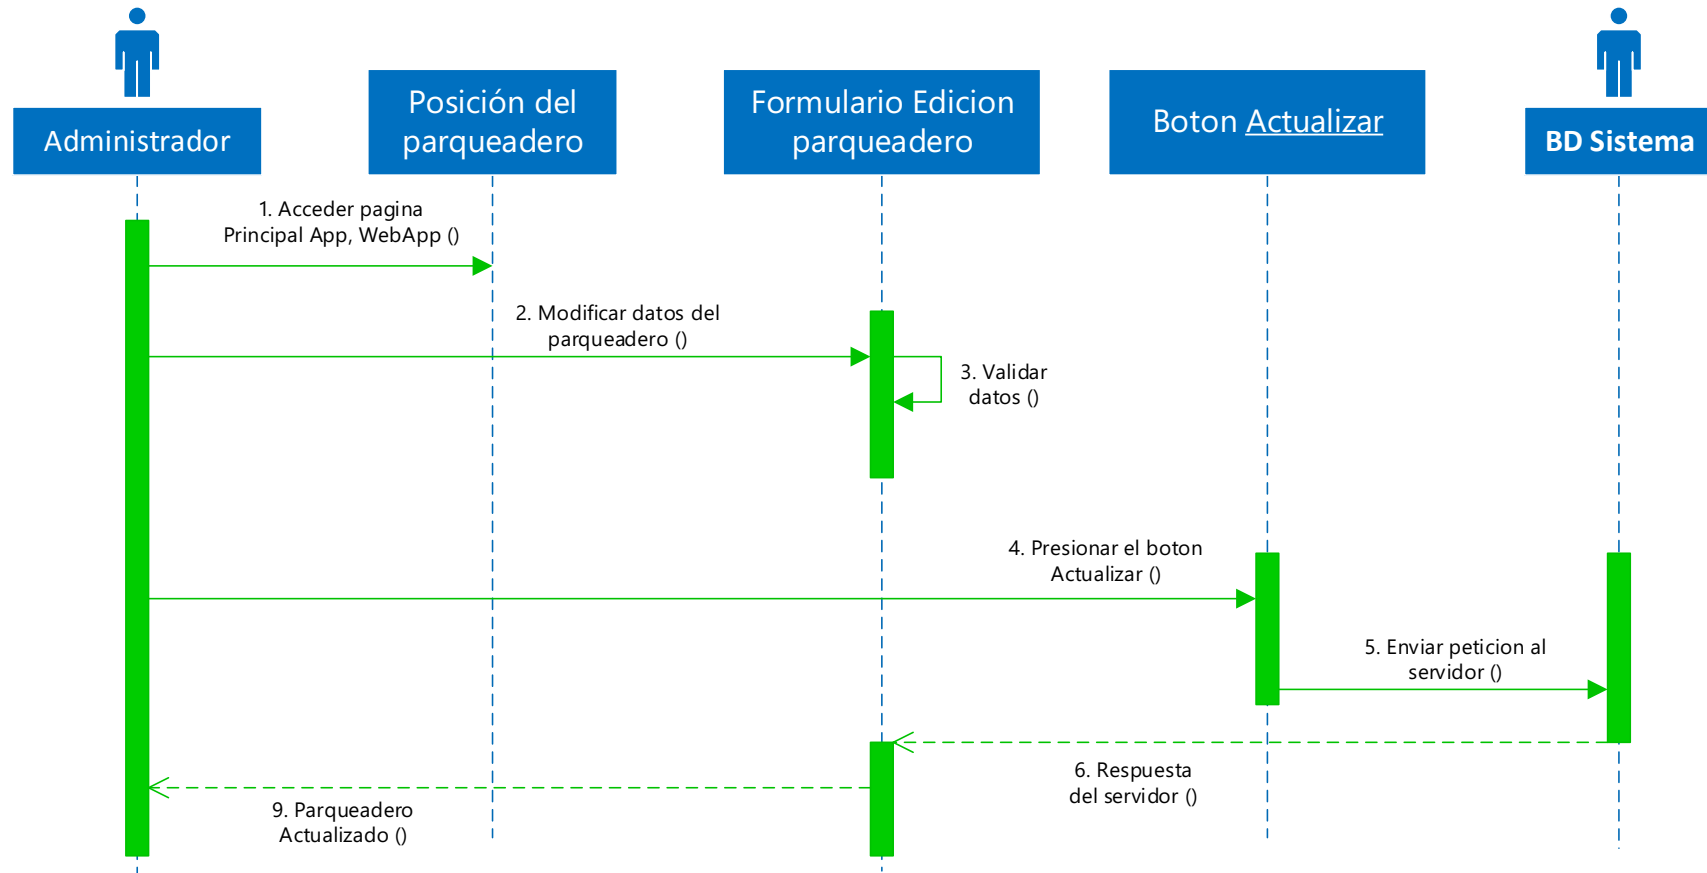 Administrador
Posición del
parqueadero
Formulario Edicion
parqueadero
Boton Actualizar
BD Sistema
1. Acceder pagina
Principal App, WebApp ()
2. Modificar datos del
parqueadero ()
3. Validar
datos ()
4. Presionar el boton
Actualizar ()
5. Enviar peticion al
servidor ()
6. Respuesta
del servidor ()
9. Parqueadero
Actualizado ()